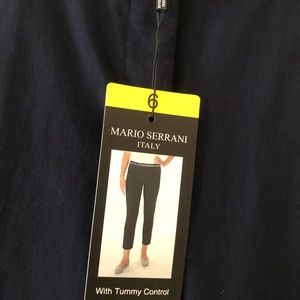 6
MARIO SERRANI
ITALY
With Tummy Control